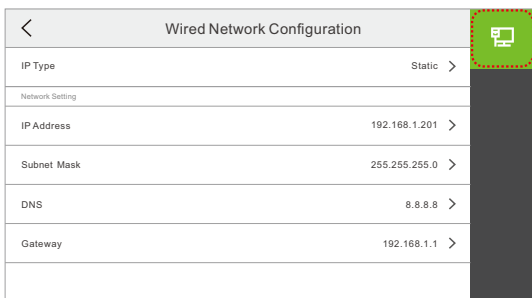 Wired Network Configuration
IP Type Static
Network Setting
IP Address 192.168.1.201
Subnet Mask 255.255.255.0
DNS 8.8.8.8
Gateway 192.168.1.1